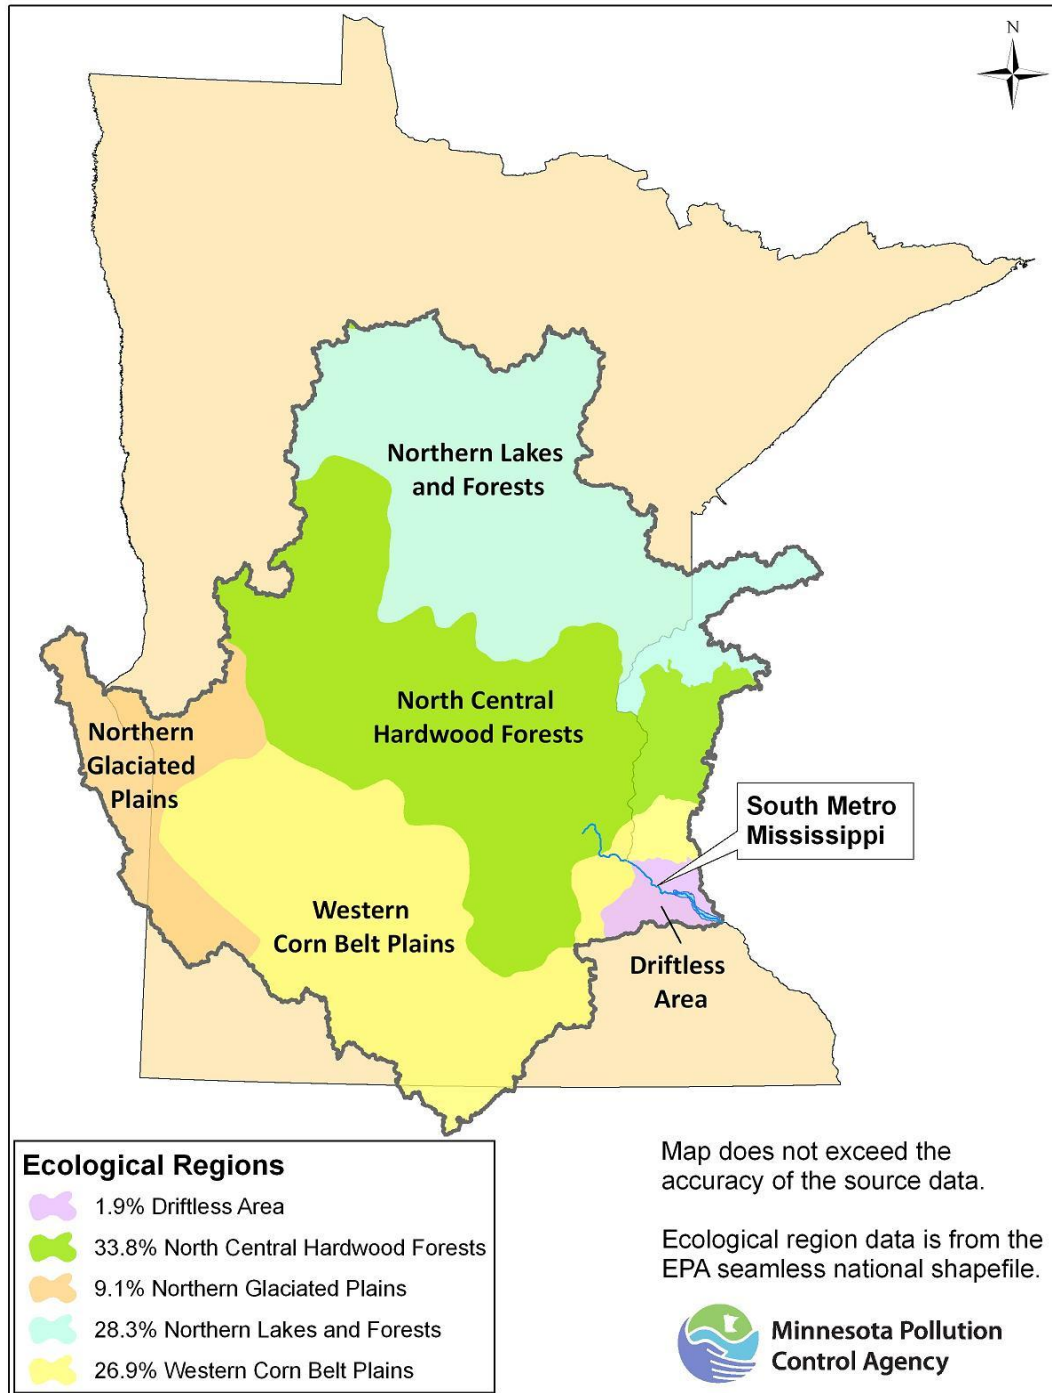 N
Northern Lakes
and Forests
North Central
Hardwood Forests
Northern
Glaciated
Plains
South Metro
Mississippi
Western
Corn Belt Plains
Driftless
Area
Ecological Regions
1.9% Driftless Area
33.8% North Central Hardwood Forests
9.1% Northern Glaciated Plains
28.3% Northern Lakes and Forests
26.9% Western Corn Belt Plains
Map does not exceed the
accuracy of the source data.
Ecological region data is from the
EPA seamless national shapefile.
Minnesota Pollution
Control Agency